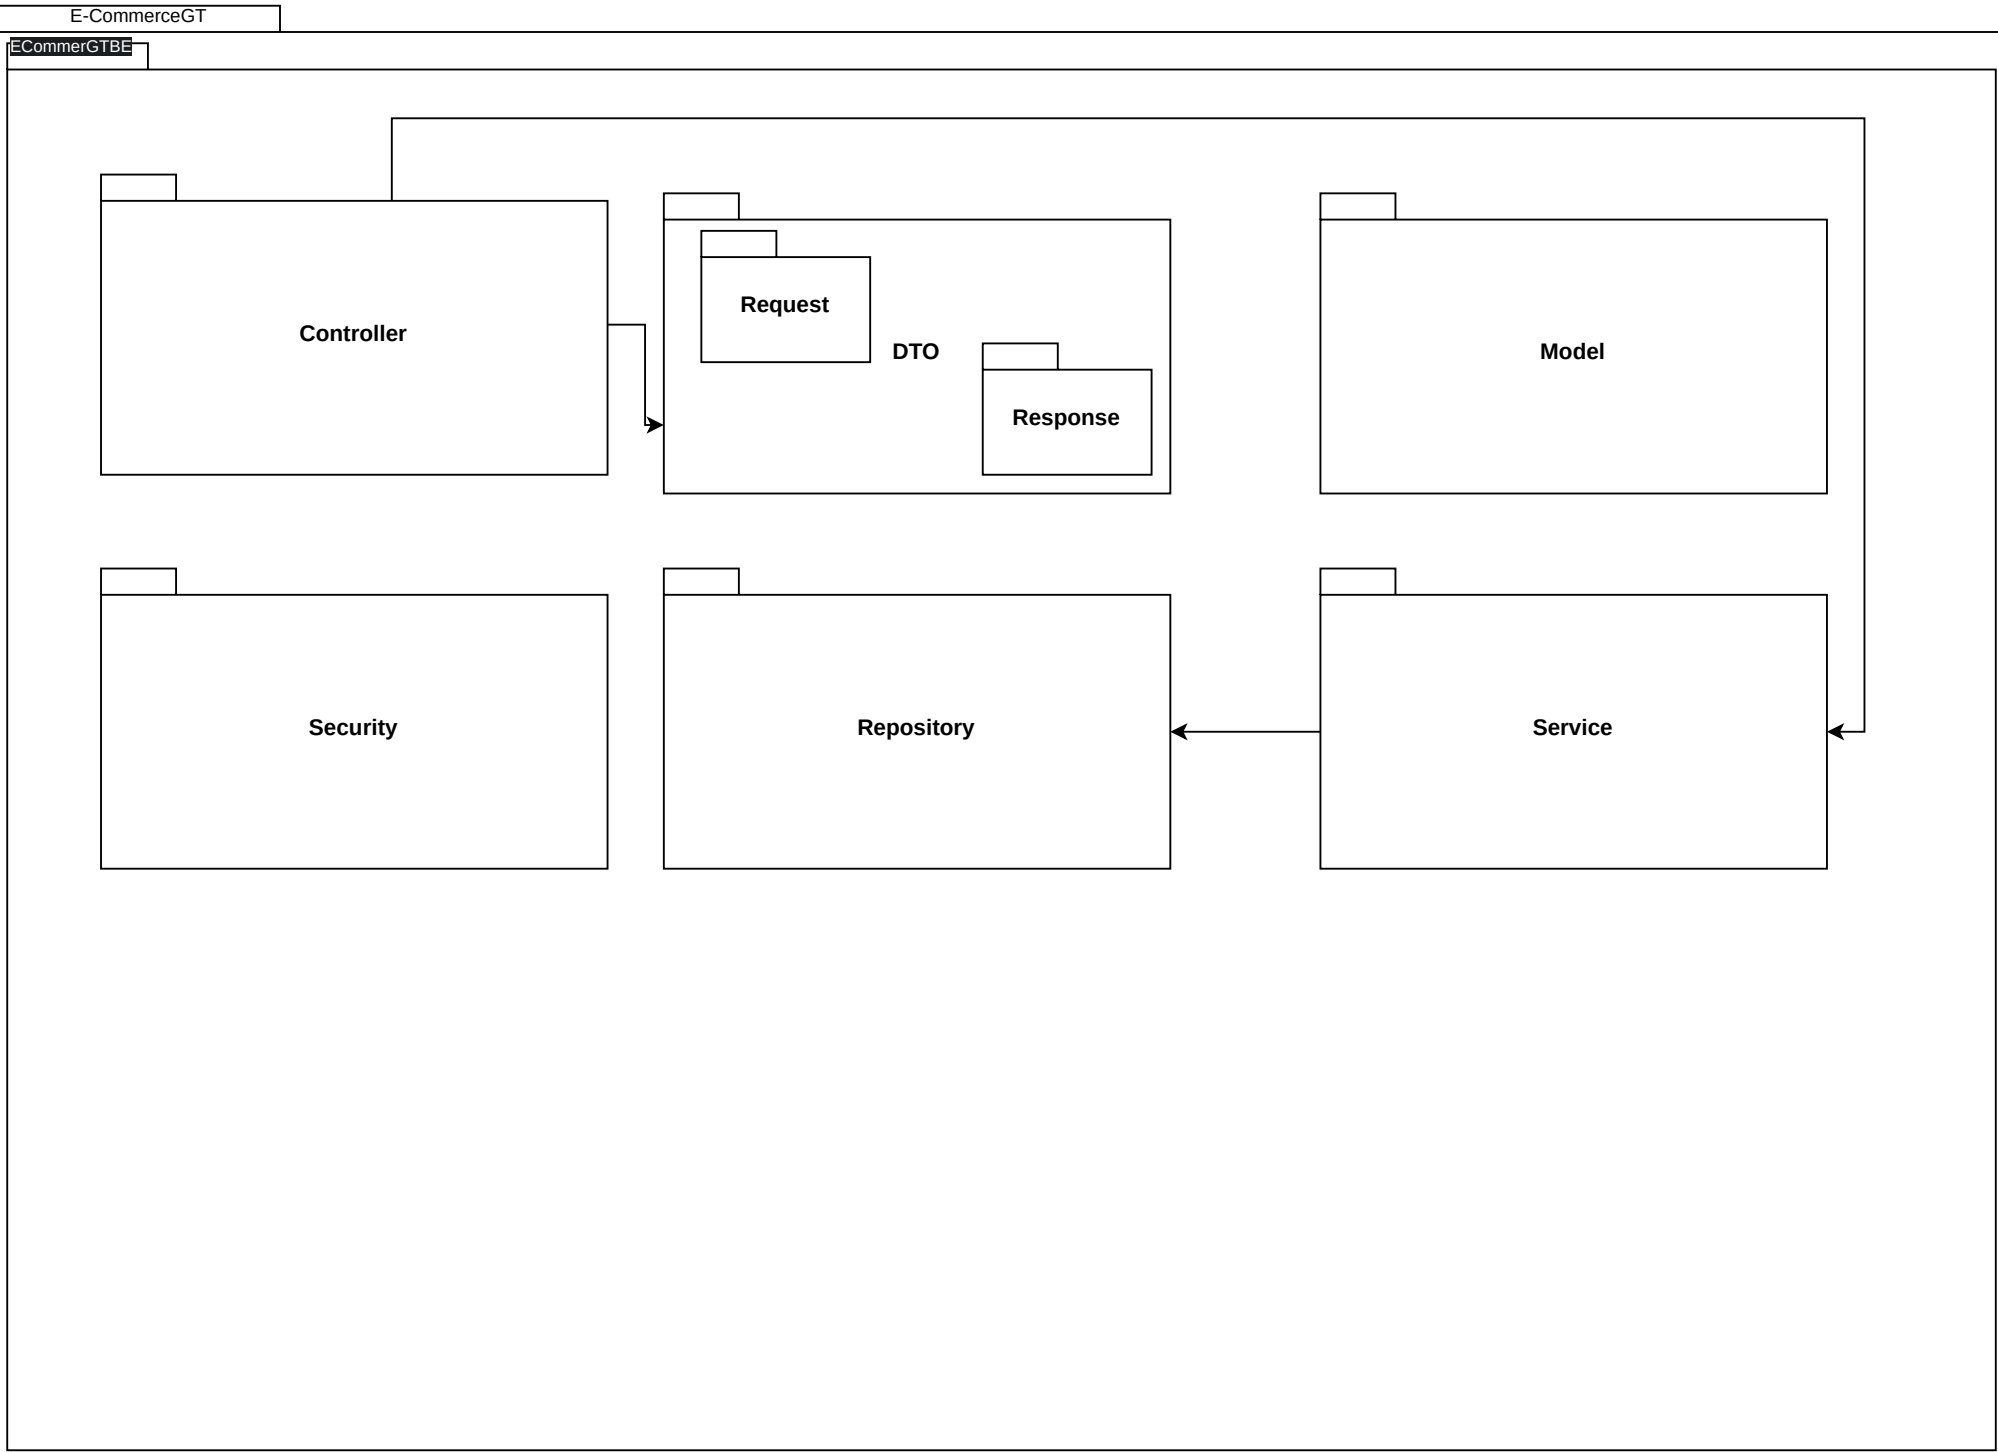 E-CommerceGT
ECommerGTBE
Controller
Request
DTO
Response
Model
Security
Repository
Service